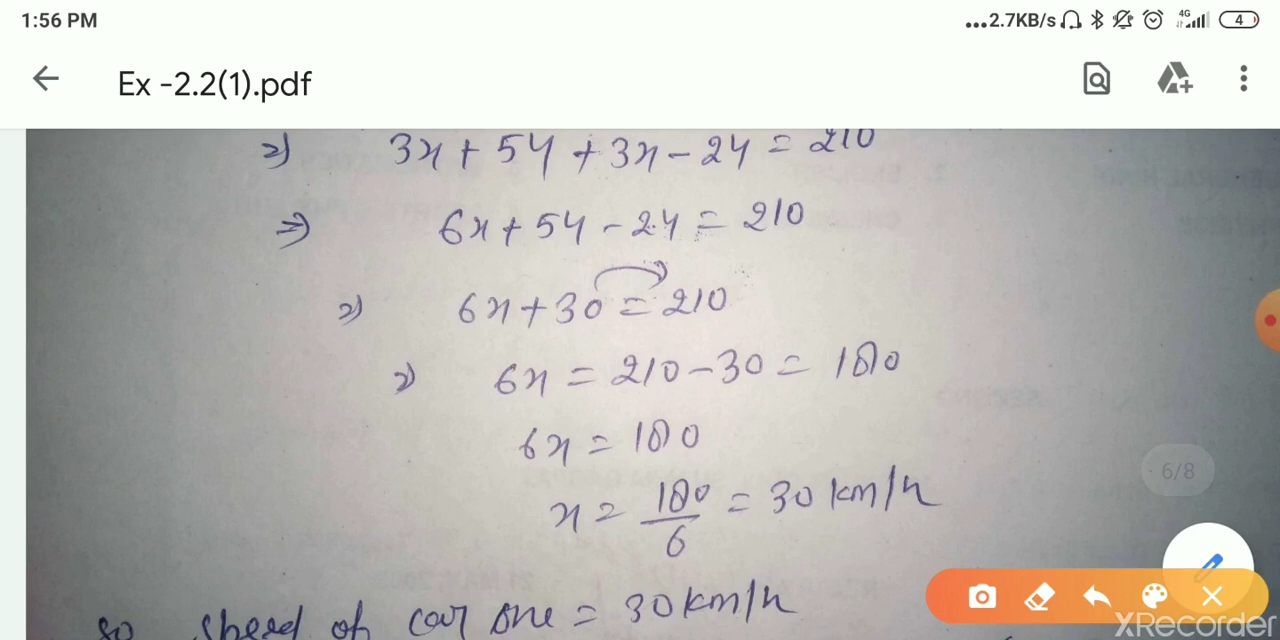 1:56 PM ...2.7KB/s 4G 4
Ex -2.2(1).pdf
⇒) 3x + 54 + 3x - 24 = 210
⇒) 6x + 54 - 24 = 210
⇒) 6x + 30 = 210
⇒) 6x = 210 - 30 = 180
6x = 180
6/8
x = 180/6 = 30 km/h
so speed of car one = 30 km/h
XRecorder